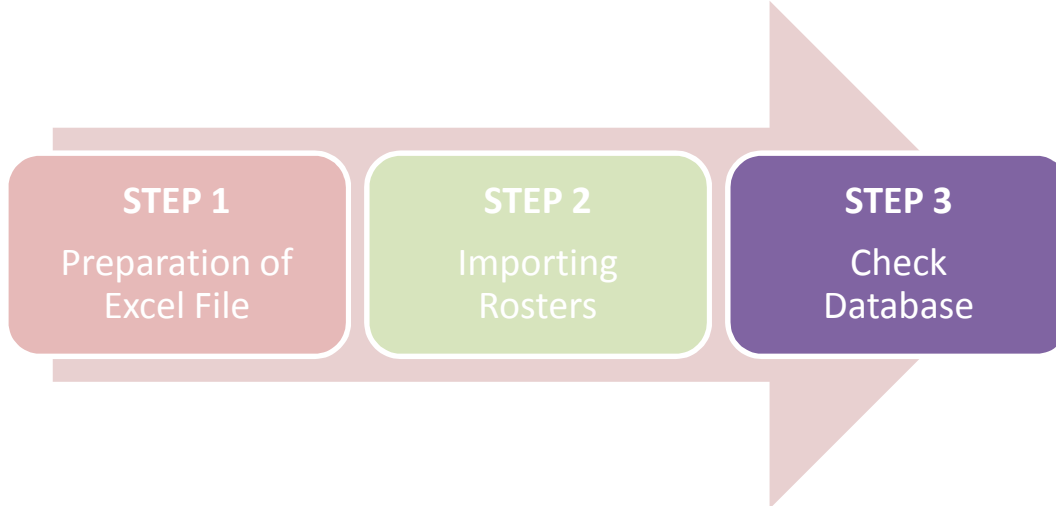 STEP 1
Preparation of
Excel File
STEP 2
Importing
Rosters
STEP 3
Check
Database